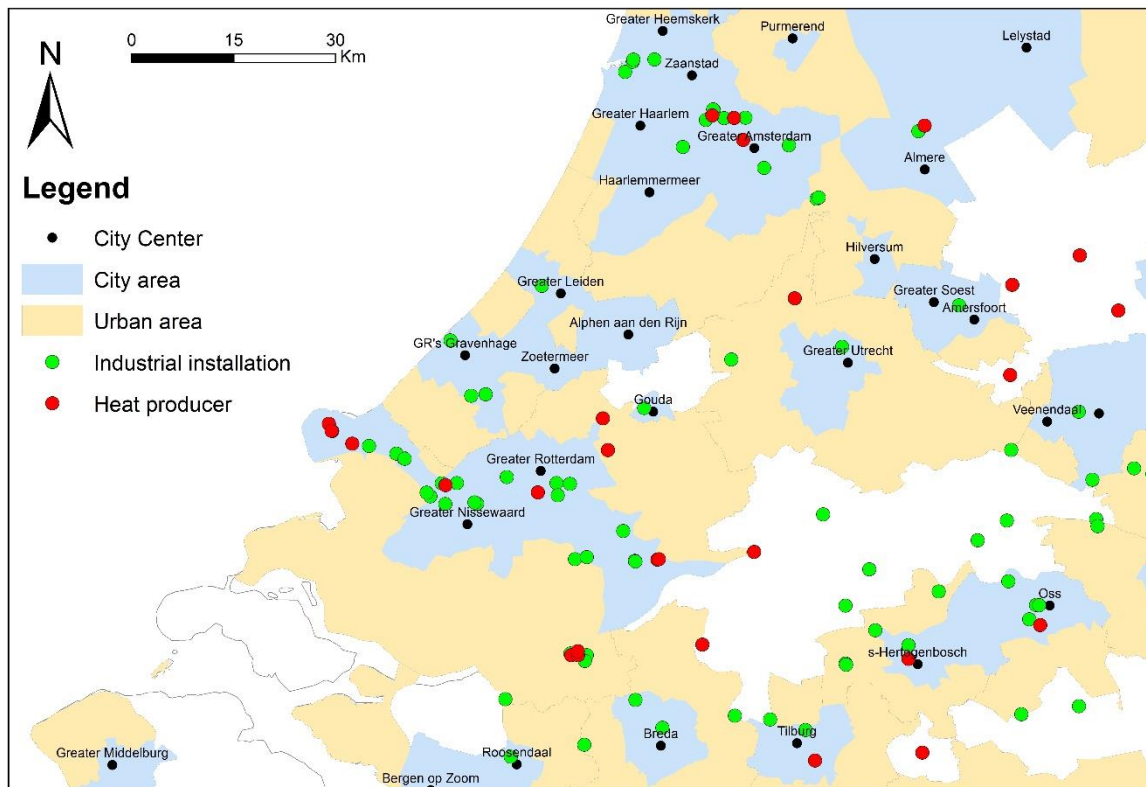 Greater Heemskerk
Purmerend
Lelystad
N
0 15 30
Km
Zaanstad
Greater Haarlem
Greater Amsterdam
Almere
Haarlemmermeer
Legend
City Center
City area
Urban area
Industrial installation
Heat producer
Hilversum
Greater Leiden
Greater Soest
Amersfoort
Alphen aan den Rijn
GR's Gravenhage
Zoetermeer
Greater Utrecht
Gouda
Veenendaal
Greater Rotterdam
Greater Nissewaard
Oss
s-Hertogenbosch
Greater Middelburg
Roosendaal
Breda
Tilburg
Bergen op Zoom